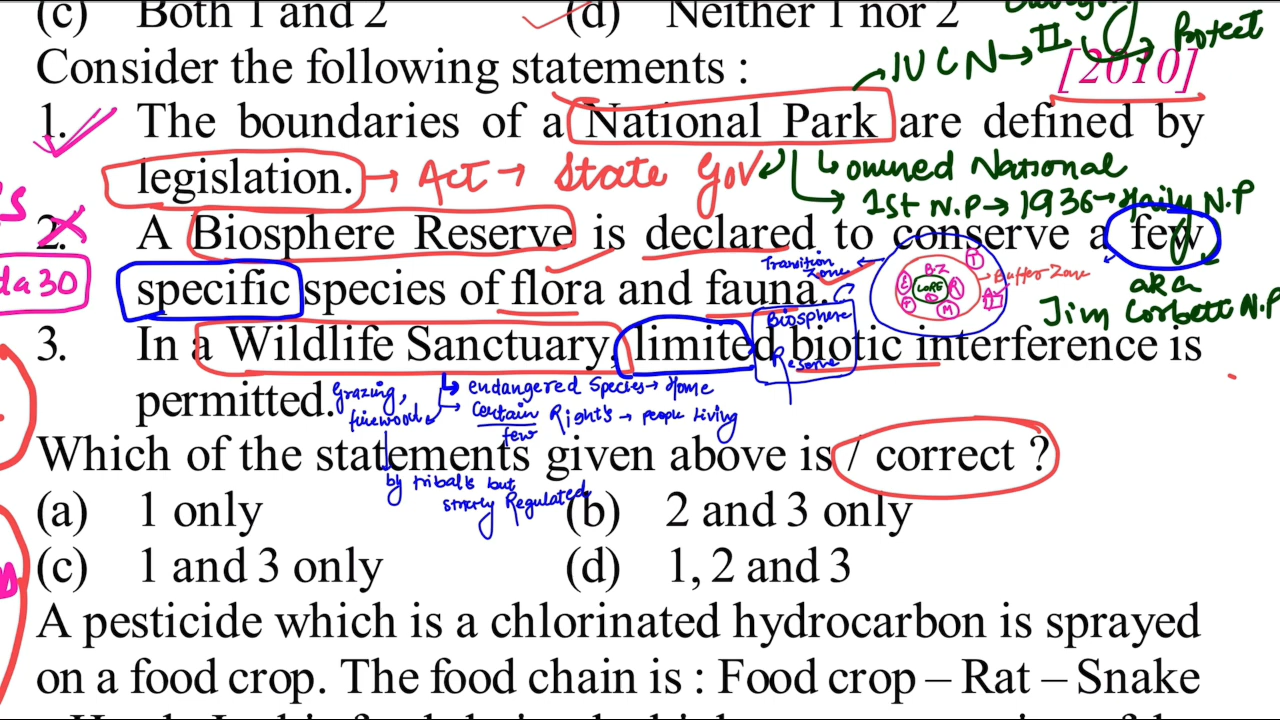 (c) Both 1 and 2 (d) Neither 1 nor 2
Protect
IUCN → II
Consider the following statements : [2010]
1. The boundaries of a National Park are defined by
legislation. → Act → State Gov
owned National
1st N.P → 1936 → Haily N.P
2. A Biosphere Reserve is declared to conserve a few
da 30
specific species of flora and fauna.
Transition Zone
BZ
CORE
Buffer Zone
aka
Jim Corbett N.P
Biosphere
Reserve
3. In a Wildlife Sanctuary, limited biotic interference is
permitted.
Grazing,
firewood
endangered Species → Home
Certain Right's → people Living
few
Which of the statements given above is / correct ?
by tribal's but
strictly Regulated
(a) 1 only (b) 2 and 3 only
(c) 1 and 3 only (d) 1, 2 and 3
A pesticide which is a chlorinated hydrocarbon is sprayed
on a food crop. The food chain is : Food crop – Rat – Snake